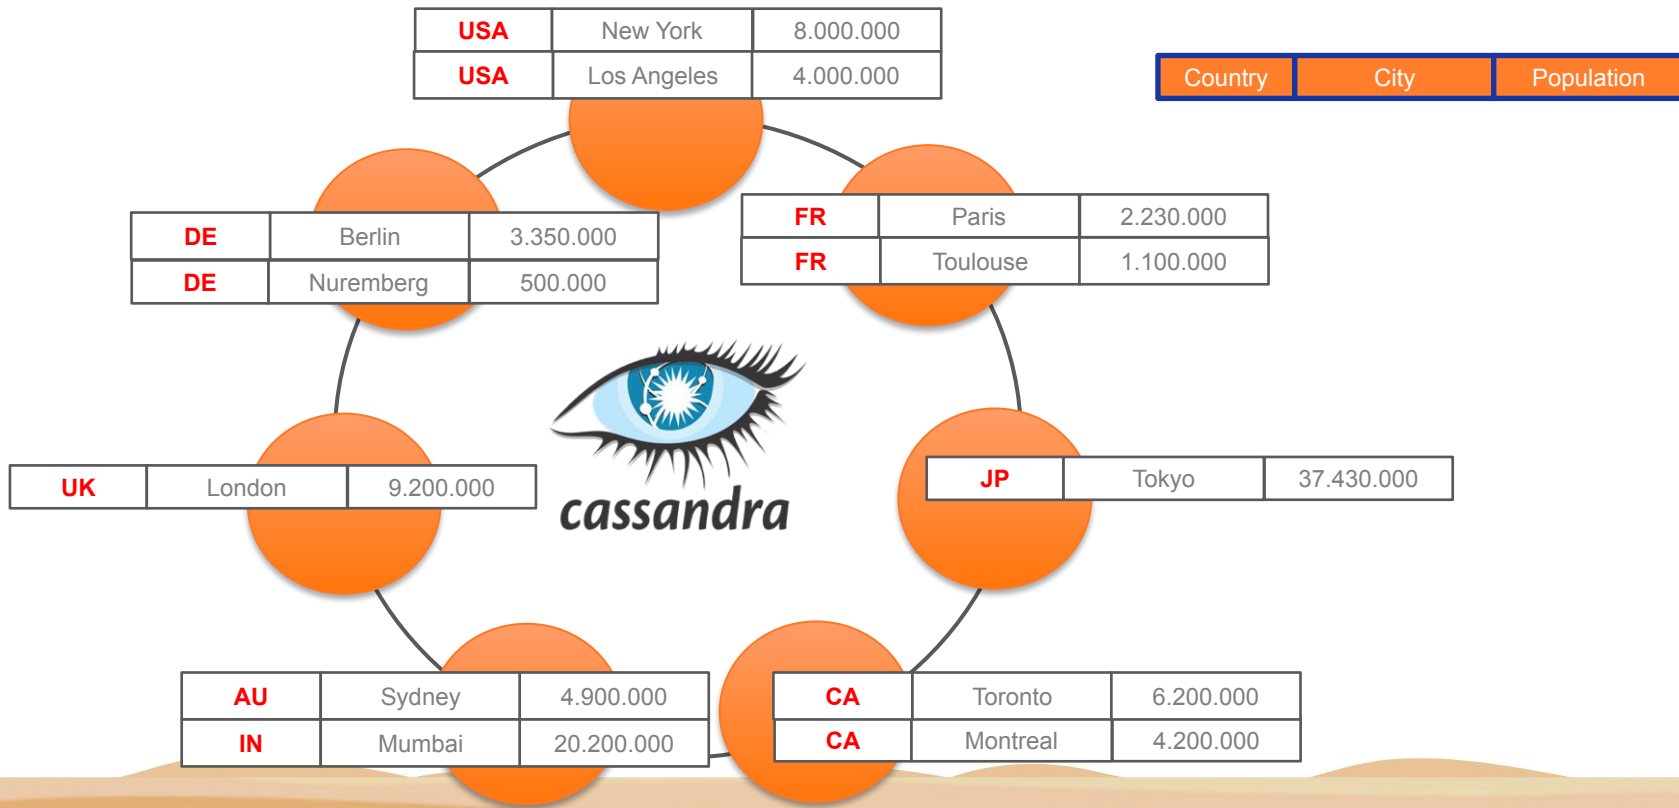 USA New York 8.000.000
USA Los Angeles 4.000.000
Country City Population
DE Berlin 3.350.000
DE Nuremberg 500.000
FR Paris 2.230.000
FR Toulouse 1.100.000
UK London 9.200.000
cassandra
JP Tokyo 37.430.000
AU Sydney 4.900.000
IN Mumbai 20.200.000
CA Toronto 6.200.000
CA Montreal 4.200.000